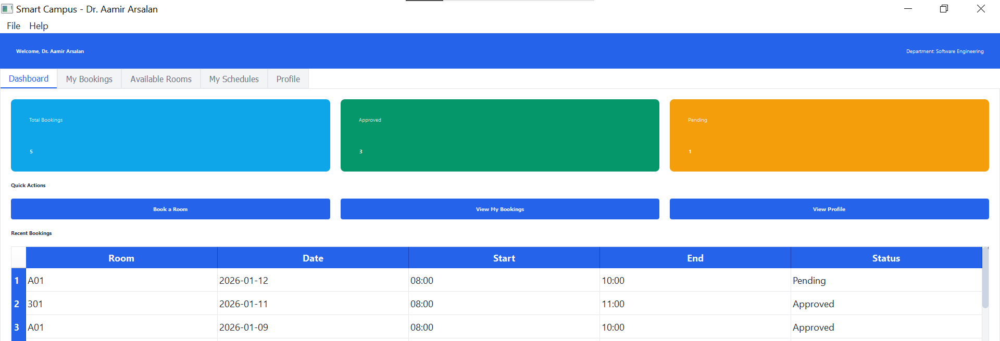 Smart Campus - Dr. Aamir Arsalan
File Help
Welcome, Dr. Aamir Arsalan Department: Software Engineering
Dashboard My Bookings Available Rooms My Schedules Profile
Total Bookings Approved Pending
5 3 1
Quick Actions
Book a Room View My Bookings View Profile
Recent Bookings
Room Date Start End Status
1 A01 2026-01-12 08:00 10:00 Pending
2 301 2026-01-11 08:00 11:00 Approved
3 A01 2026-01-09 08:00 10:00 Approved